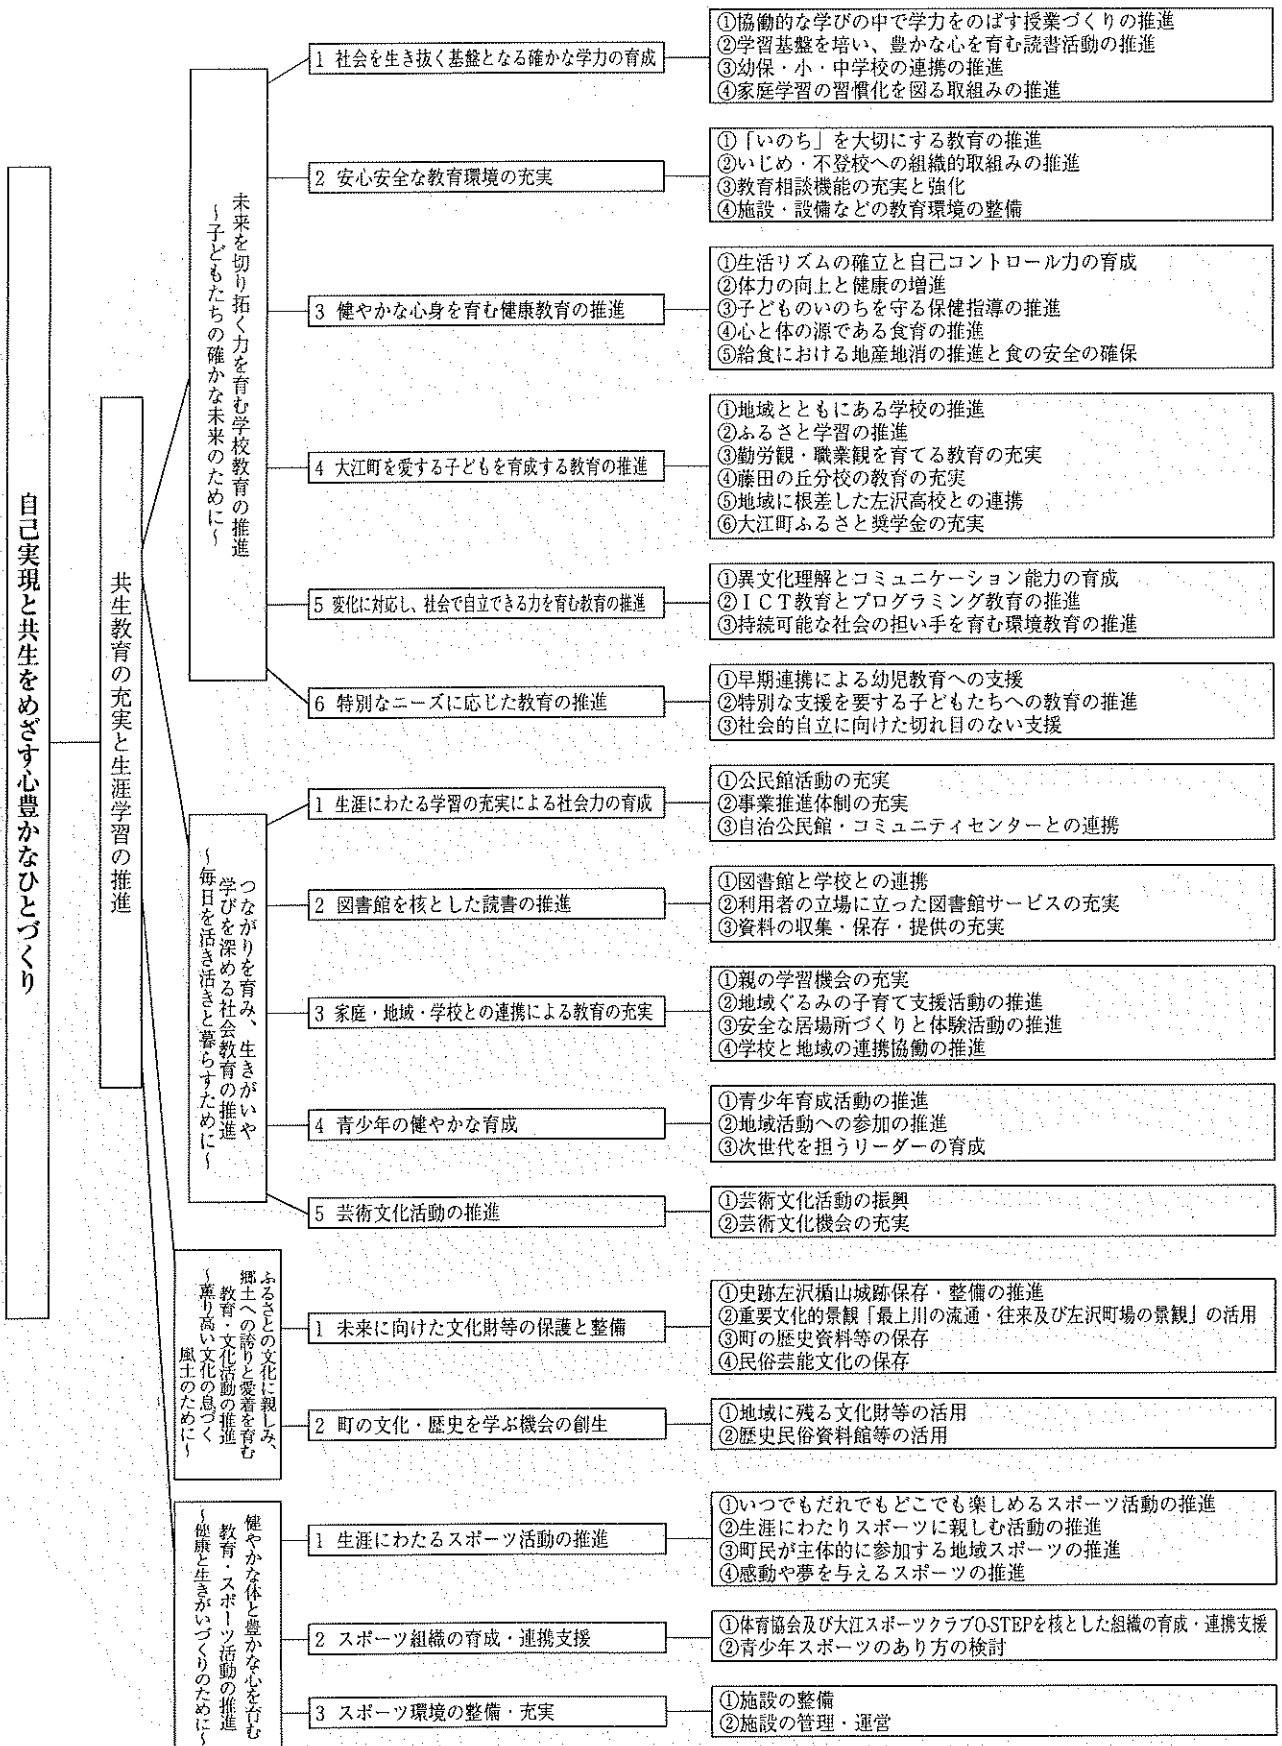 自己実現と共生をめざす心豊かなひとづくり
共生教育の充実と生涯学習の推進
未来を切り拓く力を育む学校教育の推進
～子どもたちの確かな未来のために～
1 社会を生き抜く基盤となる確かな学力の育成
①協働的な学びの中で学力をのばす授業づくりの推進
②学習基盤を培い、豊かな心を育む読書活動の推進
③幼保・小・中学校の連携の推進
④家庭学習の習慣化を図る取組みの推進
2 安心安全な教育環境の充実
①「いのち」を大切にする教育の推進
②いじめ・不登校への組織的取組みの推進
③教育相談機能の充実と強化
④施設・設備などの教育環境の整備
3 健やかな心身を育む健康教育の推進
①生活リズムの確立と自己コントロール力の育成
②体力の向上と健康の増進
③子どものいのちを守る保健指導の推進
④心と体の源である食育の推進
⑤給食における地産地消の推進と食の安全の確保
4 大江町を愛する子どもを育成する教育の推進
①地域とともにある学校の推進
②ふるさと学習の推進
③勤労観・職業観を育てる教育の充実
④藤田の丘分校の教育の充実
⑤地域に根差した左沢高校との連携
⑥大江町ふるさと奨学金の充実
5 変化に対応し、社会で自立できる力を育む教育の推進
①異文化理解とコミュニケーション能力の育成
②ＩＣＴ教育とプログラミング教育の推進
③持続可能な社会の担い手を育む環境教育の推進
6 特別なニーズに応じた教育の推進
①早期連携による幼児教育への支援
②特別な支援を要する子どもたちへの教育の推進
③社会的自立に向けた切れ目のない支援
つながりを育み、生きがいや
学びを深める社会教育の推進
～毎日を活き活きと暮らすために～
1 生涯にわたる学習の充実による社会力の育成
①公民館活動の充実
②事業推進体制の充実
③自治公民館・コミュニティセンターとの連携
2 図書館を核とした読書の推進
①図書館と学校との連携
②利用者の立場に立った図書館サービスの充実
③資料の収集・保存・提供の充実
3 家庭・地域・学校との連携による教育の充実
①親の学習機会の充実
②地域ぐるみの子育て支援活動の推進
③安全な居場所づくりと体験活動の推進
④学校と地域の連携協働の推進
4 青少年の健やかな育成
①青少年育成活動の推進
②地域活動への参加の推進
③次世代を担うリーダーの育成
5 芸術文化活動の推進
①芸術文化活動の振興
②芸術文化機会の充実
ふるさとの文化に親しみ、
郷土への誇りと愛着を育む
教育・文化活動の推進
～薫り高い文化の息づく
風土のために～
1 未来に向けた文化財等の保護と整備
①史跡左沢楯山城跡保存・整備の推進
②重要文化的景観「最上川の流通・往来及び左沢町場の景観」の活用
③町の歴史資料等の保存
④民俗芸能文化の保存
2 町の文化・歴史を学ぶ機会の創生
①地域に残る文化財等の活用
②歴史民俗資料館等の活用
健やかな体と豊かな心を育む
教育・スポーツ活動の推進
～健康と生きがいづくりのために～
1 生涯にわたるスポーツ活動の推進
①いつでもだれでもどこでも楽しめるスポーツ活動の推進
②生涯にわたりスポーツに親しむ活動の推進
③町民が主体的に参加する地域スポーツの推進
④感動や夢を与えるスポーツの推進
2 スポーツ組織の育成・連携支援
①体育協会及び大江スポーツクラブO-STEPを核とした組織の育成・連携支援
②青少年スポーツのあり方の検討
3 スポーツ環境の整備・充実
①施設の整備
②施設の管理・運営